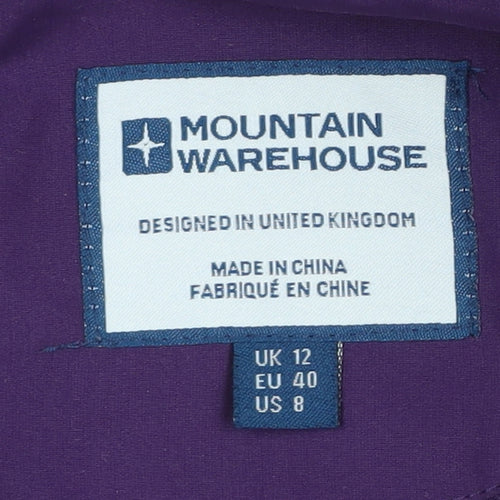 MOUNTAIN
WAREHOUSE
DESIGNED IN UNITED KINGDOM
MADE IN CHINA
FABRIQUÉ EN CHINE
UK 12
EU 40
US 8